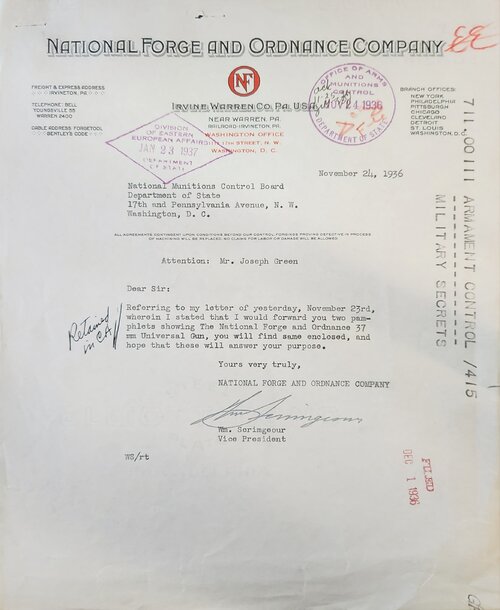 NATIONAL FORGE AND ORDNANCE COMPANY
EE
NF
FREIGHT & EXPRESS ADDRESS
IRVINETON, PA.
TELEPHONE: BELL
YOUNGSVILLE 55
WARREN 2400
CABLE ADDRESS FORGETOOL
BENTLEY'S CODE
IRVINE WARREN CO. PA. USA.
NEAR WARREN, PA.
RAILROAD-IRVINETON, PA.
WASHINGTON OFFICE
17TH STREET, N. W.
WASHINGTON, D. C.
BRANCH OFFICES:
NEW YORK
PHILADELPHIA
PITTSBURGH
CHICAGO
CLEVELAND
DETROIT
ST. LOUIS
WASHINGTON, D.C.
OFFICE OF ARMS
AND
MUNITIONS
CONTROL
NOV 24 1936
DEPARTMENT OF STATE
DIVISION
OF EASTERN
EUROPEAN AFFAIRS
JAN 23 1937
DEPARTMENT
OF STATE
711.00111 ARMAMENT CONTROL /415
MILITARY SECRETS
November 24, 1936
National Munitions Control Board
Department of State
17th and Pennsylvania Avenue, N. W.
Washington, D. C.
ALL AGREEMENTS CONTINGENT UPON CONDITIONS BEYOND OUR CONTROL. FORGINGS PROVING DEFECTIVE IN PROCESS
OF MACHINING WILL BE REPLACED. NO CLAIMS FOR LABOR OR DAMAGE WILL BE ALLOWED
Attention: Mr. Joseph Green
Dear Sir:
Referring to my letter of yesterday, November 23rd,
wherein I stated that I would forward you two pam-
phlets showing The National Forge and Ordnance 37
mm Universal Gun, you will find same enclosed, and
hope that these will answer your purpose.
Retained
in CA
Yours very truly,
NATIONAL FORGE AND ORDNANCE COMPANY
Wm Scrimgeour
Wm. Scrimgeour
Vice President
WS/rt
FILED
DEC 1 1936